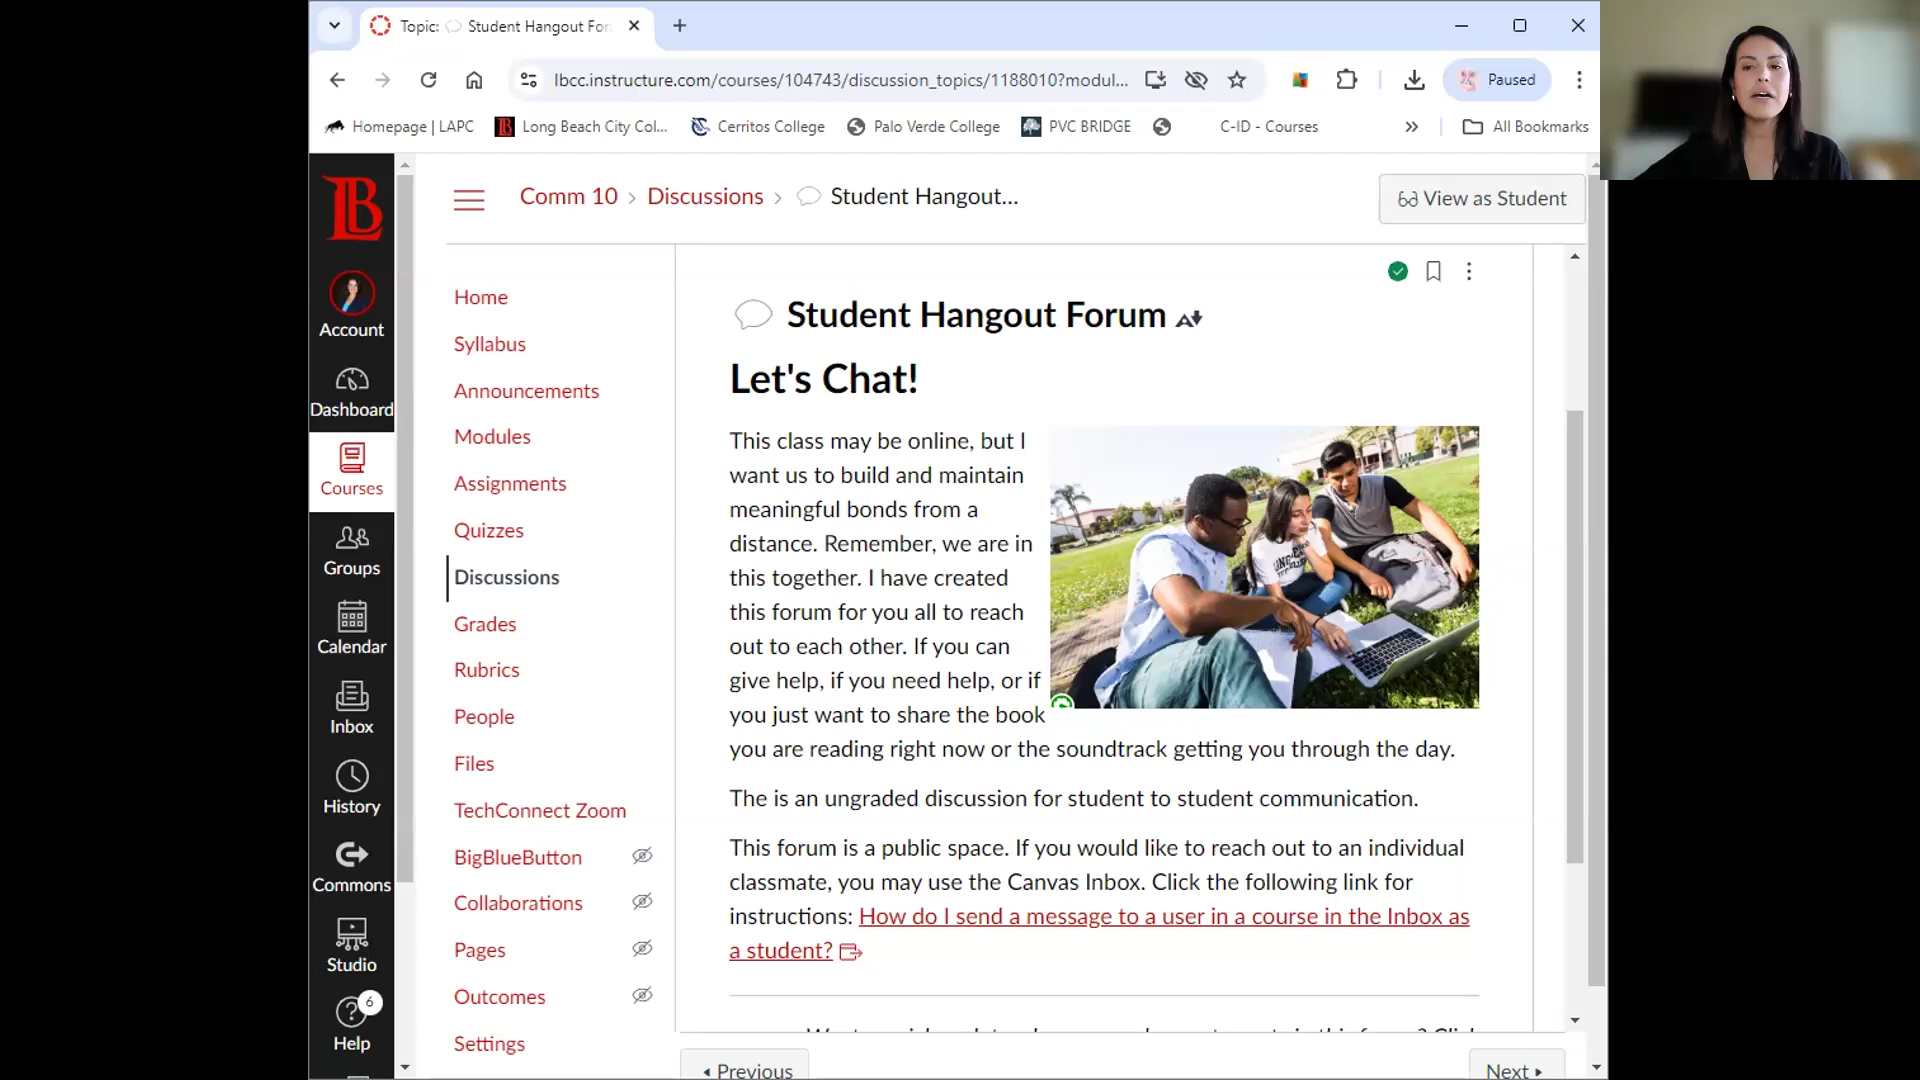 Topic: Student Hangout For
lbcc.instructure.com/courses/104743/discussion_topics/1188010?modul...
Paused
Homepage | LAPC
Long Beach City Col...
Cerritos College
Palo Verde College
PVC BRIDGE
C-ID - Courses
»
All Bookmarks
LB
Account
Dashboard
Courses
Groups
Calendar
Inbox
History
Commons
Studio
6
Help
Comm 10 › Discussions › Student Hangout...
View as Student
Home
Syllabus
Announcements
Modules
Assignments
Quizzes
Discussions
Grades
Rubrics
People
Files
TechConnect Zoom
BigBlueButton
Collaborations
Pages
Outcomes
Settings
Student Hangout Forum
Let's Chat!
This class may be online, but I
want us to build and maintain
meaningful bonds from a
distance. Remember, we are in
this together. I have created
this forum for you all to reach
out to each other. If you can
give help, if you need help, or if
you just want to share the book
you are reading right now or the soundtrack getting you through the day.
The is an ungraded discussion for student to student communication.
This forum is a public space. If you would like to reach out to an individual
classmate, you may use the Canvas Inbox. Click the following link for
instructions: How do I send a message to a user in a course in the Inbox as
a student?
Previous
Next